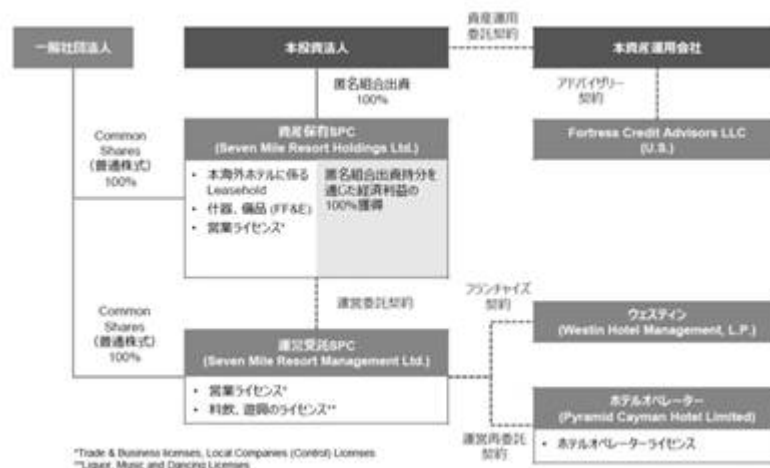 一般社団法人
本投資法人
資産運用
委託契約
本資産運用会社
匿名組合出資
100%
アドバイザリー
契約
Common
Shares
(普通株式)
100%
資産保有SPC
(Seven Mile Resort Holdings Ltd.)
• 本海外ホテルに係る
Leasehold
• 什器、備品 (FF&E)
• 営業ライセンス*
匿名組合出資持分を
通じた経済利益の
100%獲得
Fortress Credit Advisors LLC
(U.S.)
Common
Shares
(普通株式)
100%
運営委託契約
フランチャイズ
契約
運営受託SPC
(Seven Mile Resort Management Ltd.)
• 営業ライセンス*
• 料飲、遊興のライセンス**
ウェスティン
(Westin Hotel Management, L.P.)
ホテルオペレーター
(Pyramid Cayman Hotel Limited)
• ホテルオペレーターライセンス
運営再委託
契約
*Trade & Business licenses, Local Companies (Control) Licenses
**Liquor, Music and Dancing Licenses